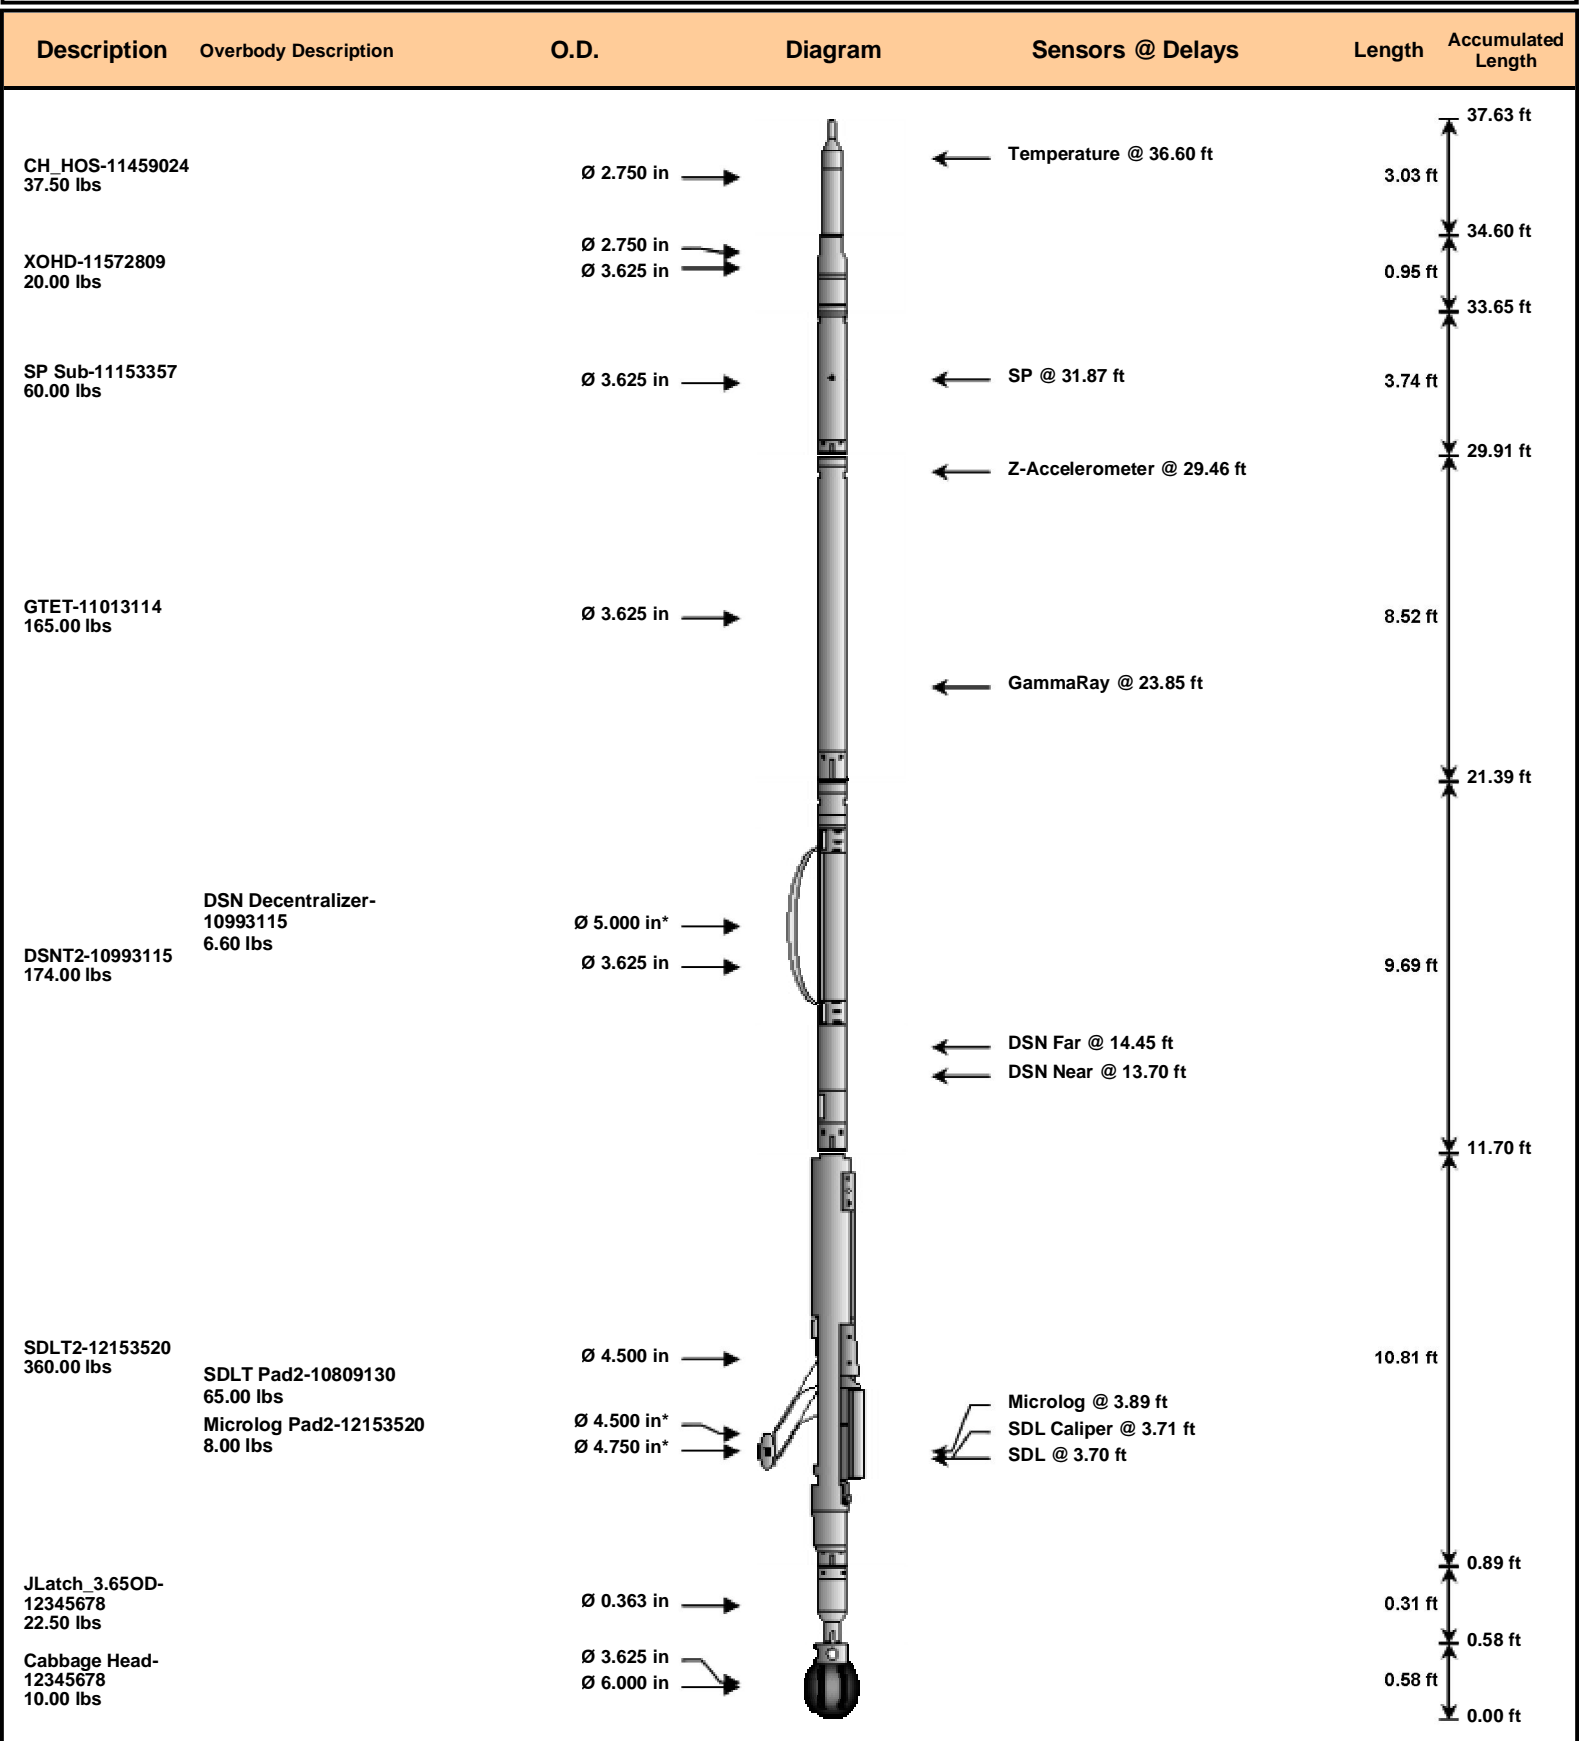 Description Overbody Description O.D. Diagram Sensors @ Delays Length Accumulated
Length
37.63 ft
CH_HOS-11459024
37.50 lbs
Ø 2.750 in
Temperature @ 36.60 ft
3.03 ft
34.60 ft
XOHD-11572809
20.00 lbs
Ø 2.750 in
Ø 3.625 in
0.95 ft
33.65 ft
SP Sub-11153357
60.00 lbs
Ø 3.625 in
SP @ 31.87 ft
3.74 ft
29.91 ft
Z-Accelerometer @ 29.46 ft
GTET-11013114
165.00 lbs
Ø 3.625 in
8.52 ft
GammaRay @ 23.85 ft
21.39 ft
DSN Decentralizer-
10993115
6.60 lbs
Ø 5.000 in*
DSNT2-10993115
174.00 lbs
Ø 3.625 in
9.69 ft
DSN Far @ 14.45 ft
DSN Near @ 13.70 ft
11.70 ft
SDLT2-12153520
360.00 lbs
Ø 4.500 in
10.81 ft
SDLT Pad2-10809130
65.00 lbs
Microlog Pad2-12153520
8.00 lbs
Ø 4.500 in*
Ø 4.750 in*
Microlog @ 3.89 ft
SDL Caliper @ 3.71 ft
SDL @ 3.70 ft
0.89 ft
JLatch_3.65OD-
12345678
22.50 lbs
Ø 0.363 in
0.31 ft
0.58 ft
Cabbage Head-
12345678
10.00 lbs
Ø 3.625 in
Ø 6.000 in
0.58 ft
0.00 ft